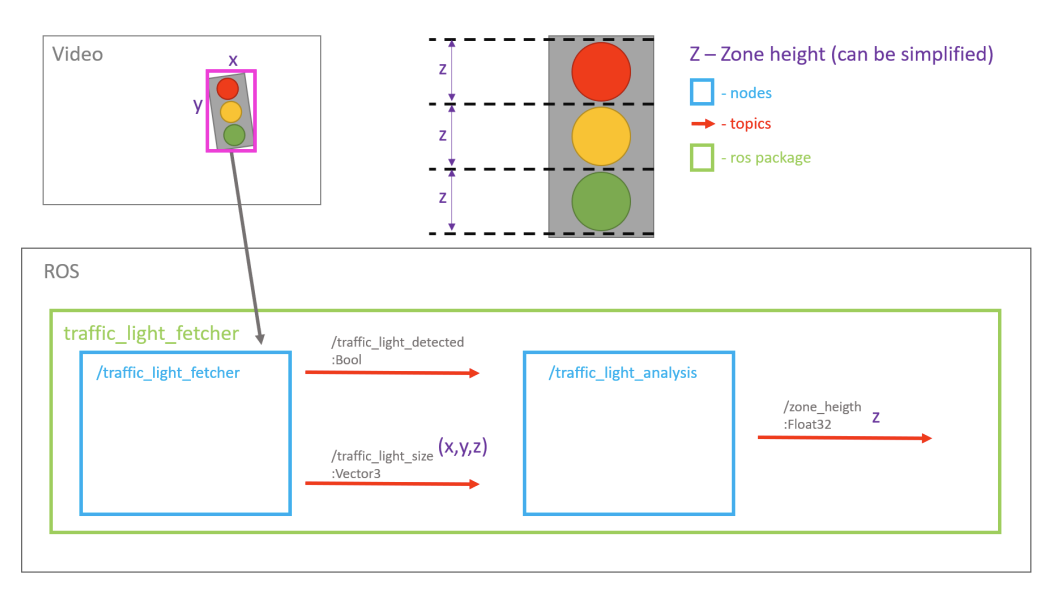 Video
x
y
z
z
z
Z – Zone height (can be simplified)
- nodes
- topics
- ros package
ROS
traffic_light_fetcher
/traffic_light_fetcher
/traffic_light_detected
:Bool
/traffic_light_size (x,y,z)
:Vector3
/traffic_light_analysis
/zone_heigth z
:Float32